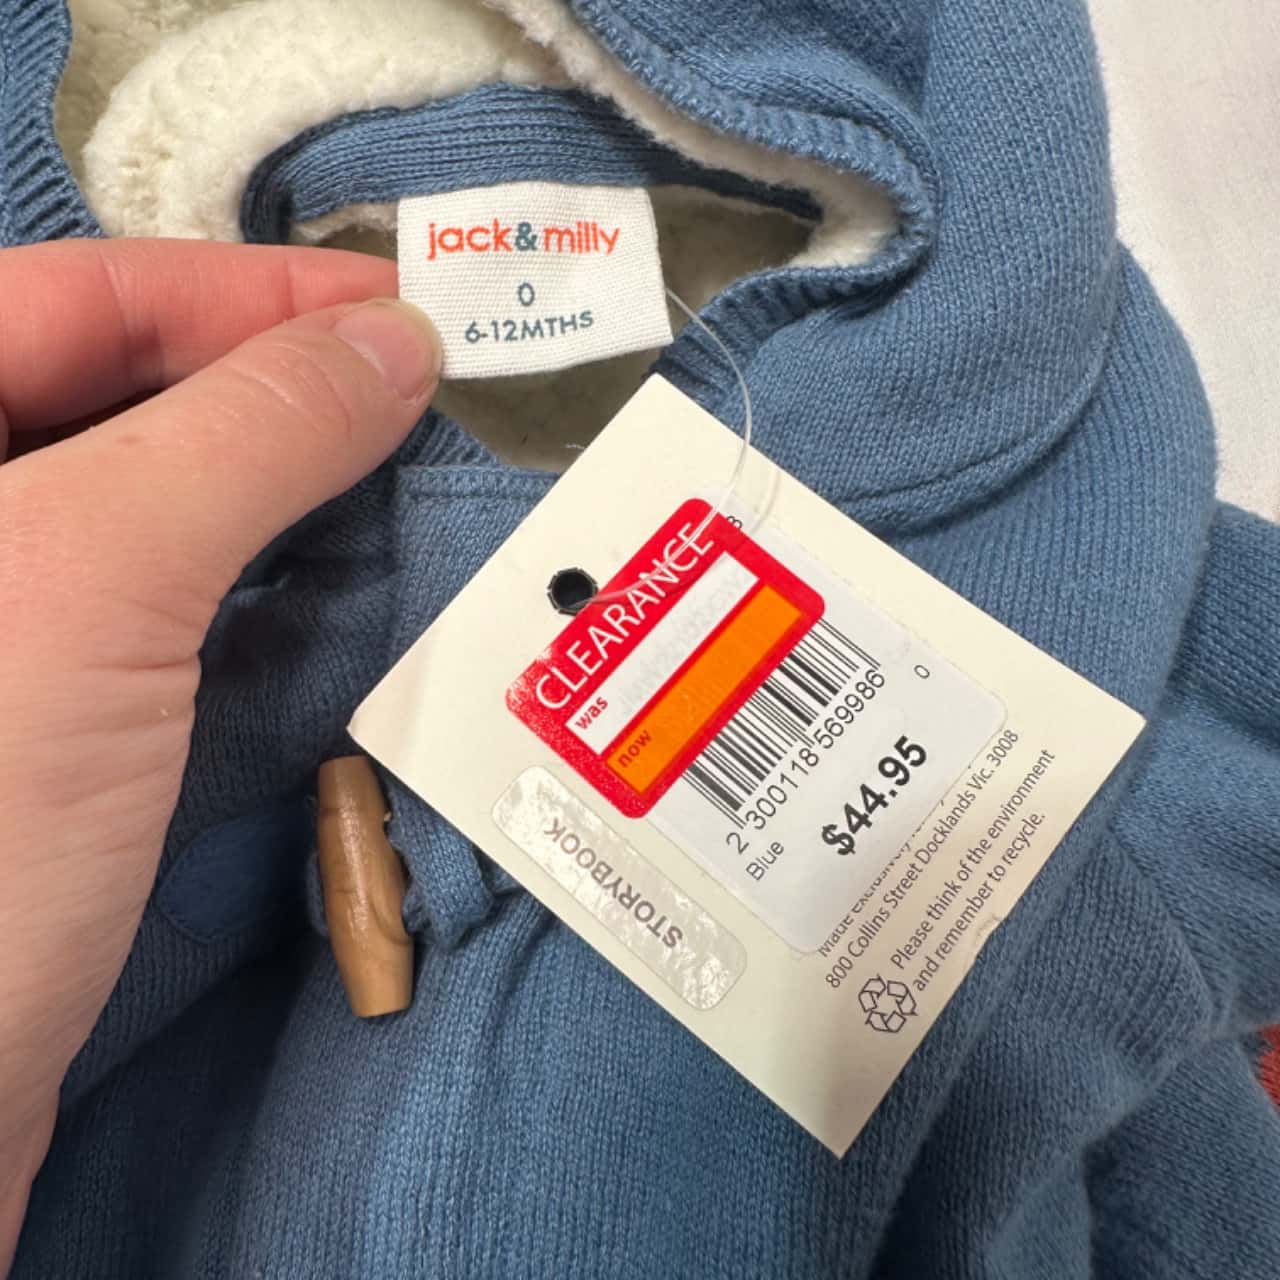 jack&milly
0
6-12MTHS
CLEARANCE
was
now
2 300118 569986
0
Blue
$44.95
STORYBOOK
800 Collins Street Docklands Vic. 3008
Please think of the environment
and remember to recycle.